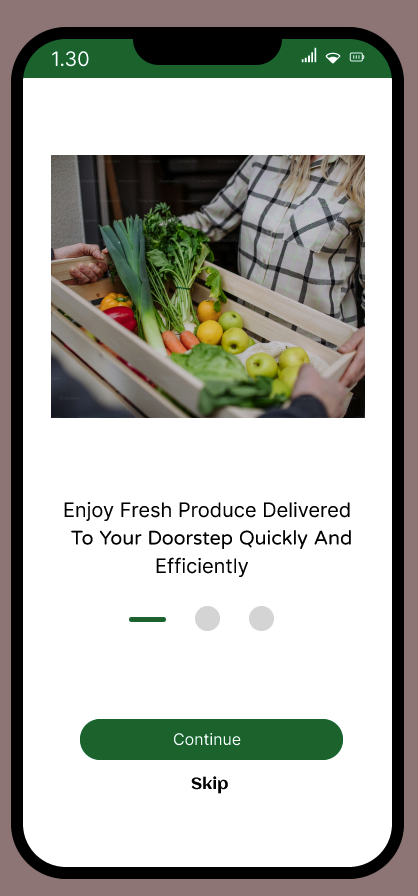 1.30
Enjoy Fresh Produce Delivered
To Your Doorstep Quickly And
Efficiently
Continue
Skip